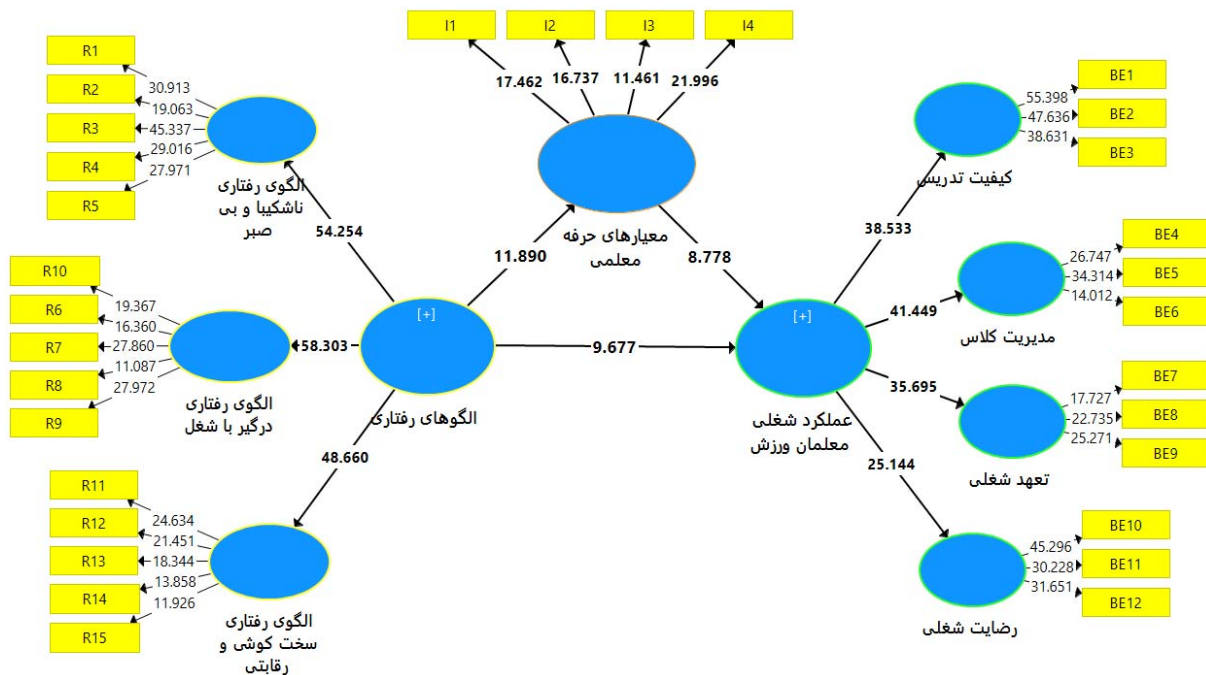 I1
I2
I3
I4
17.462
16.737
11.461
21.996
R1
R2
R3
R4
R5
30.913
19.063
45.337
29.016
27.971
الگوی رفتاری
ناشکیبا و بی
صبر
54.254
11.890
معیارهای حرفه
معلمی
8.778
BE1
BE2
BE3
55.398
47.636
38.631
کیفیت تدریس
38.533
R10
R6
R7
R8
R9
19.367
16.360
27.860
11.087
27.972
الگوی رفتاری
درگیر با شغل
58.303
[+]
الگوهای رفتاری
9.677
[+]
عملکرد شغلی
معلمان ورزش
41.449
BE4
BE5
BE6
26.747
34.314
14.012
مدیریت کلاس
35.695
BE7
BE8
BE9
17.727
22.735
25.271
تعهد شغلی
48.660
25.144
R11
R12
R13
R14
R15
24.634
21.451
18.344
13.858
11.926
الگوی رفتاری
سخت کوشی و
رقابتی
BE10
BE11
BE12
45.296
30.228
31.651
رضایت شغلی